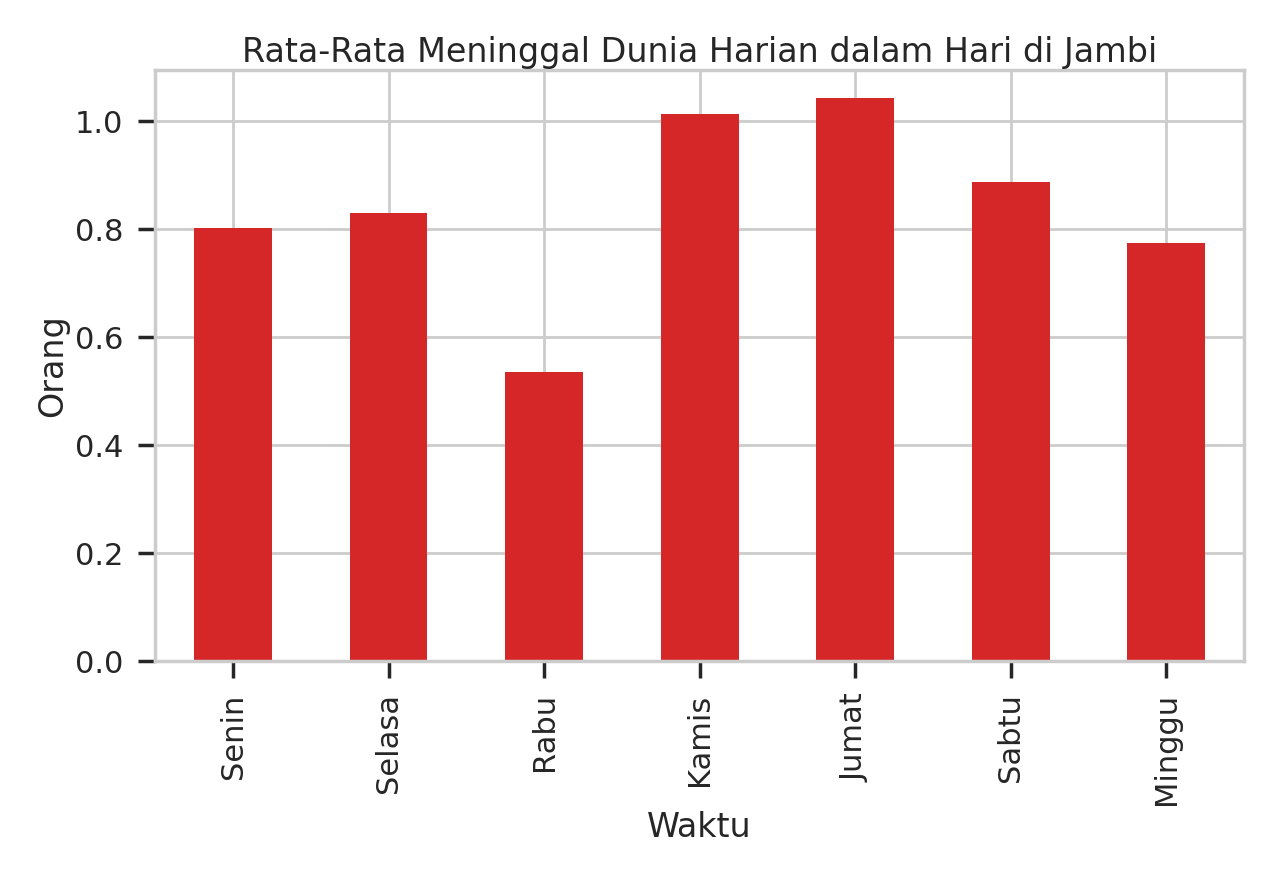 Rata-Rata Meninggal Dunia Harian dalam Hari di Jambi
Orang
1.0
0.8
0.6
0.4
0.2
0.0
Senin
Selasa
Rabu
Kamis
Jumat
Sabtu
Minggu
Waktu